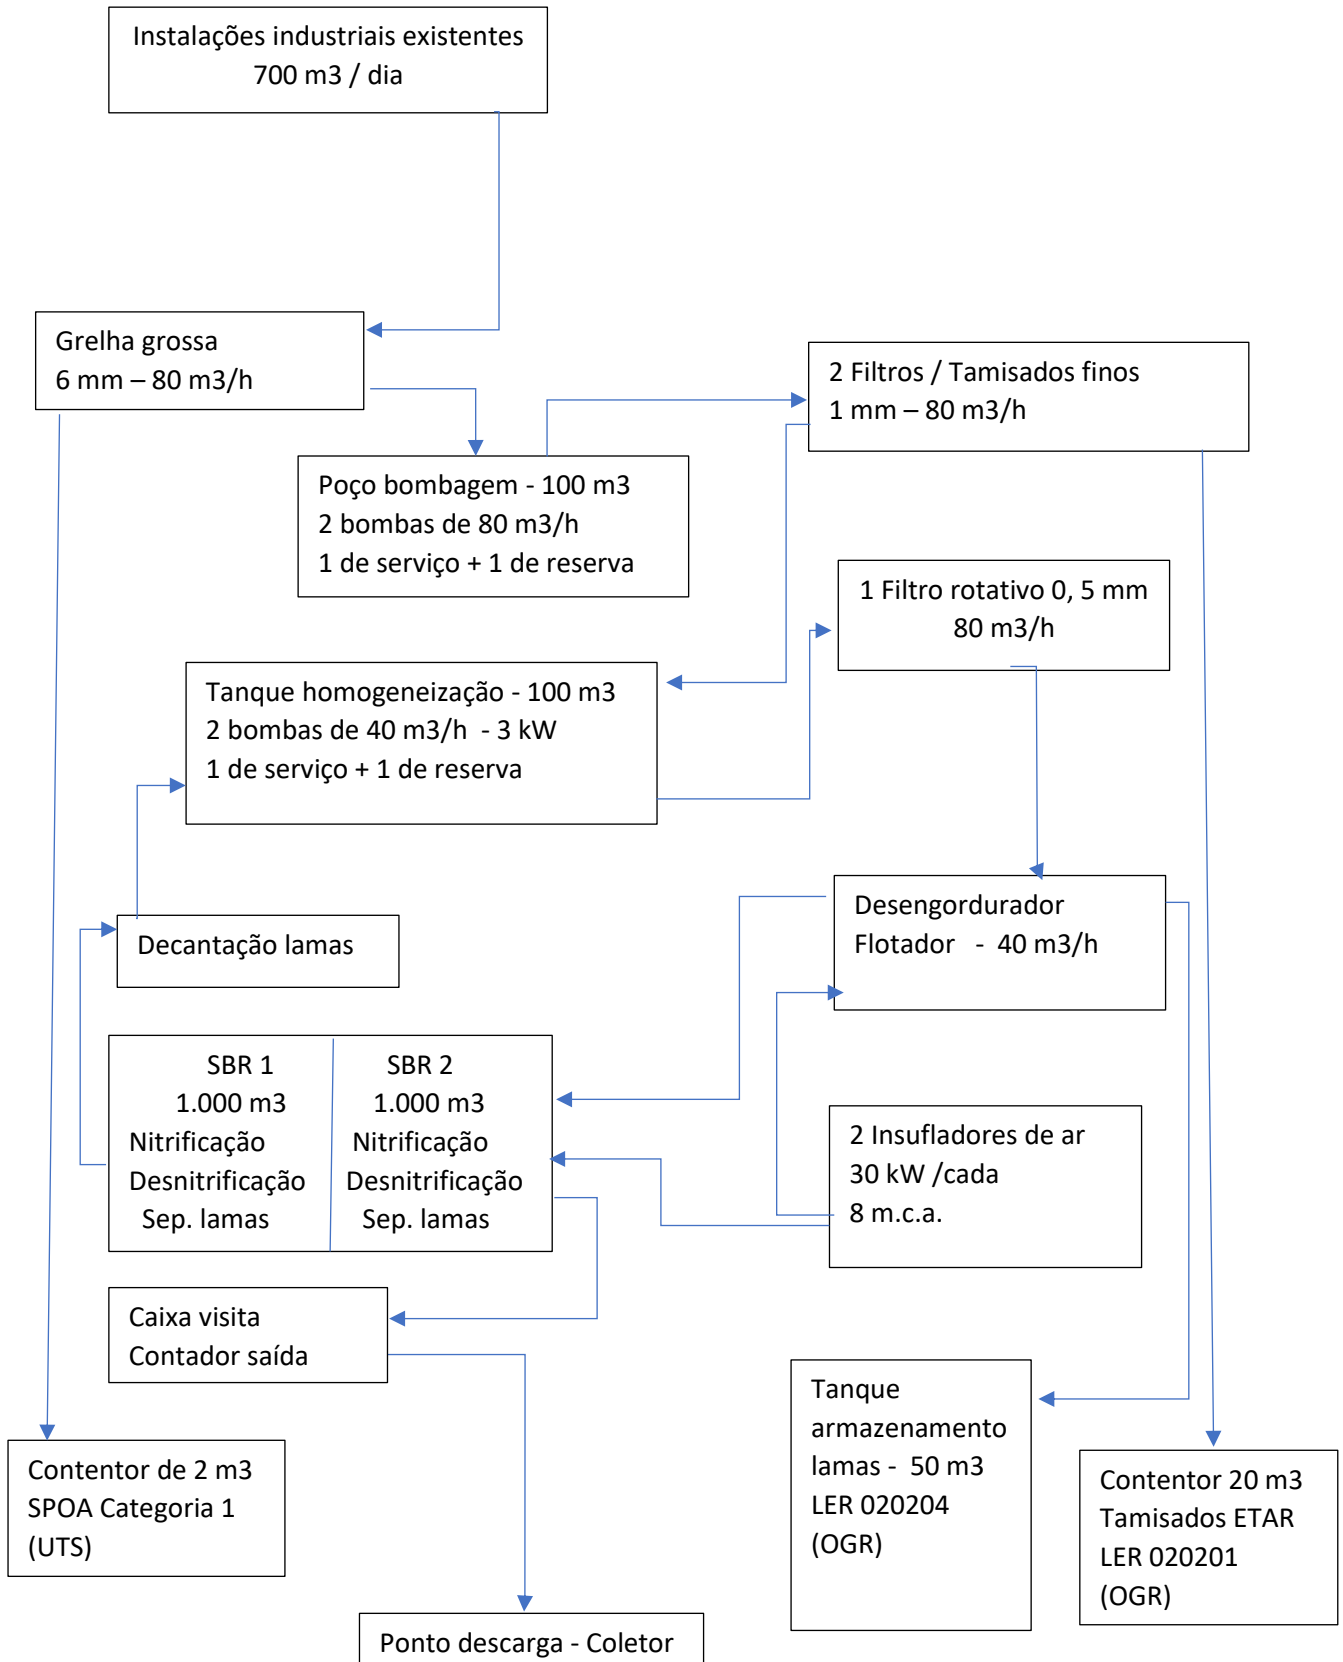 Instalações industriais existentes
700 m3 / dia
Grelha grossa
6 mm – 80 m3/h
2 Filtros / Tamisados finos
1 mm – 80 m3/h
Poço bombagem - 100 m3
2 bombas de 80 m3/h
1 de serviço + 1 de reserva
1 Filtro rotativo 0, 5 mm
80 m3/h
Tanque homogeneização - 100 m3
2 bombas de 40 m3/h - 3 kW
1 de serviço + 1 de reserva
Desengordurador
Flotador - 40 m3/h
Decantação lamas
SBR 1
1.000 m3
Nitrificação
Desnitrificação
Sep. lamas
SBR 2
1.000 m3
Nitrificação
Desnitrificação
Sep. lamas
2 Insufladores de ar
30 kW /cada
8 m.c.a.
Caixa visita
Contador saída
Tanque
armazenamento
lamas - 50 m3
LER 020204
(OGR)
Contentor de 2 m3
SPOA Categoria 1
(UTS)
Contentor 20 m3
Tamisados ETAR
LER 020201
(OGR)
Ponto descarga - Coletor